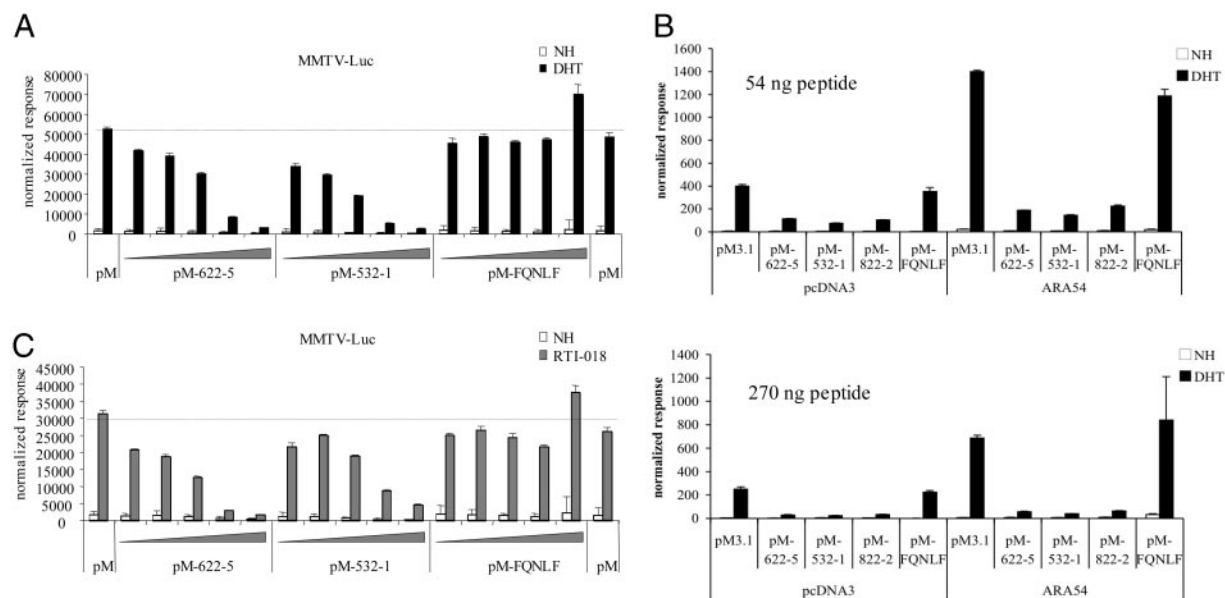 A
MMTV-Luc
NH
DHT
normalized response
80000
70000
60000
50000
40000
30000
20000
10000
0
pM
pM-622-5
pM-532-1
pM-FQNLF
pM
B
54 ng peptide
NH
DHT
normalized response
1600
1400
1200
1000
800
600
400
200
0
pM3.1
pM-
622-5
pM-
532-1
pM-
822-2
pM-
FQNLF
pM3.1
pM-
622-5
pM-
532-1
pM-
822-2
pM-
FQNLF
pcDNA3
ARA54
C
MMTV-Luc
NH
RTI-018
normalized response
45000
40000
35000
30000
25000
20000
15000
10000
5000
0
pM
pM-622-5
pM-532-1
pM-FQNLF
pM
270 ng peptide
NH
DHT
normalized response
1400
1200
1000
800
600
400
200
0
pM3.1
pM-
622-5
pM-
532-1
pM-
822-2
pM-
FQNLF
pM3.1
pM-
622-5
pM-
532-1
pM-
822-2
pM-
FQNLF
pcDNA3
ARA54